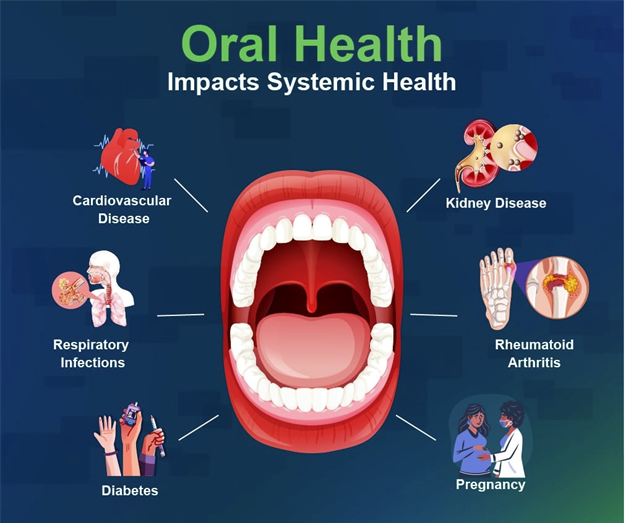 Oral Health
Impacts Systemic Health
Cardiovascular
Disease
Kidney Disease
Respiratory
Infections
Rheumatoid
Arthritis
Diabetes
Pregnancy